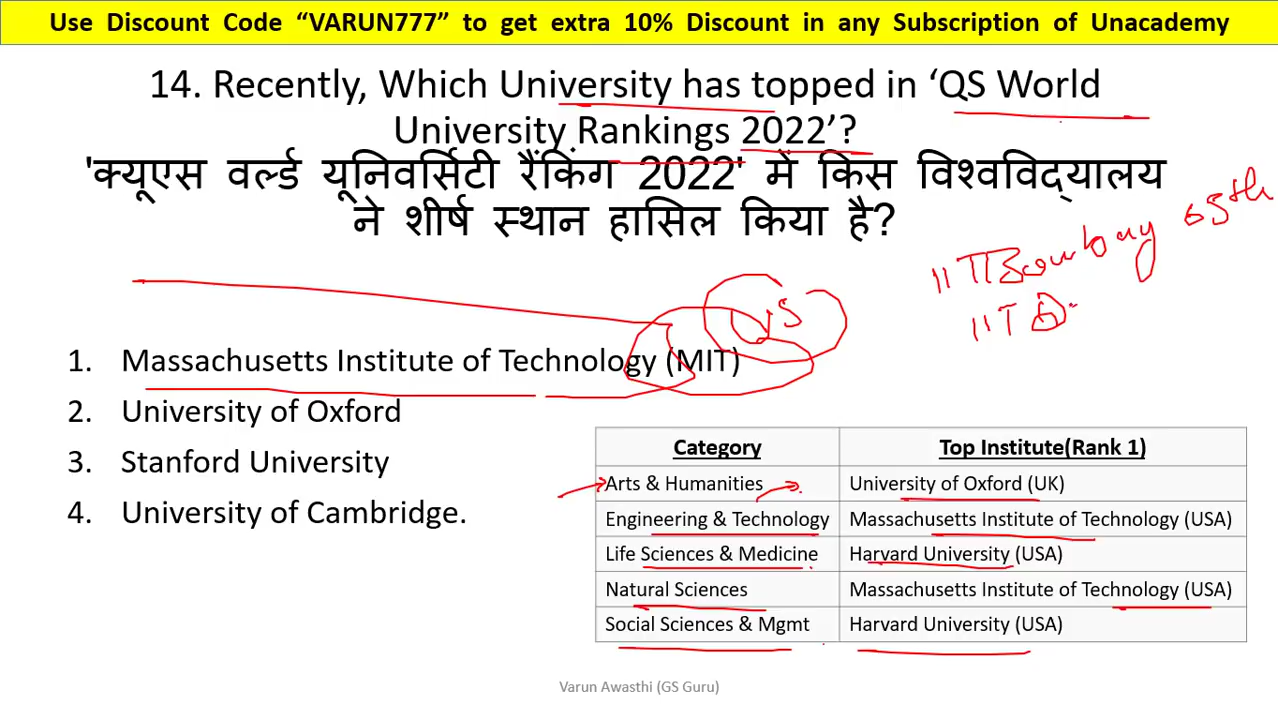 Use Discount Code “VARUN777” to get extra 10% Discount in any Subscription of Unacademy
14. Recently, Which University has topped in ‘QS World
University Rankings 2022’?
'क्यूएस वर्ल्ड यूनिवर्सिटी रैंकिंग 2022' में किस विश्वविद्यालय
ने शीर्ष स्थान हासिल किया है?
65th
IIT Bombay
IIT
1. Massachusetts Institute of Technology (MIT)
2. University of Oxford
3. Stanford University
4. University of Cambridge.
Category Top Institute(Rank 1)
Arts & Humanities University of Oxford (UK)
Engineering & Technology Massachusetts Institute of Technology (USA)
Life Sciences & Medicine Harvard University (USA)
Natural Sciences Massachusetts Institute of Technology (USA)
Social Sciences & Mgmt Harvard University (USA)
Varun Awasthi (GS Guru)